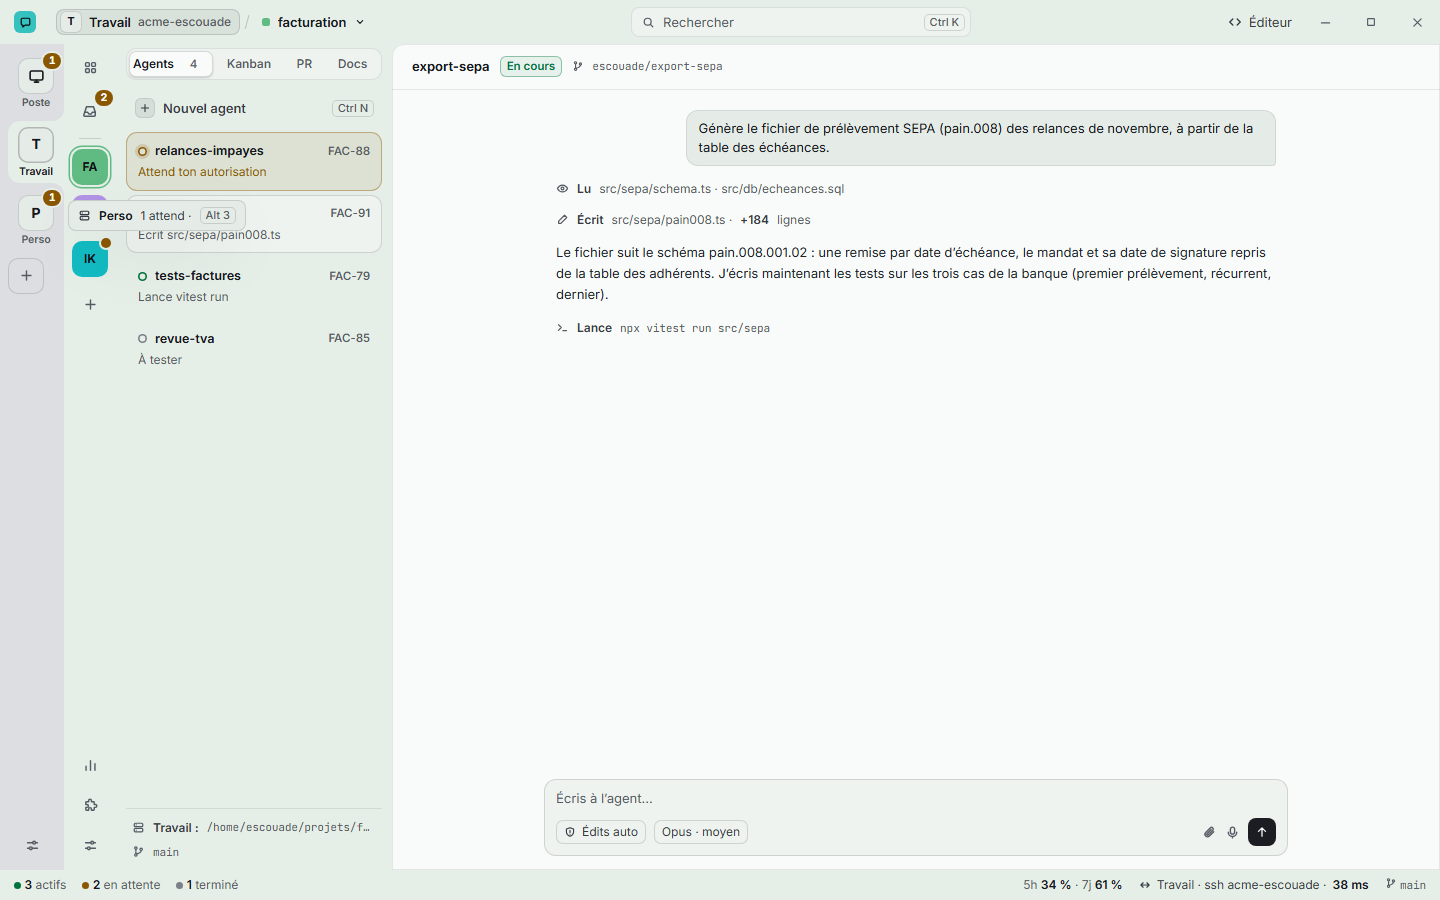 T Travail acme-escouade / facturation
Rechercher Ctrl K
Éditeur
1
Poste
T
Travail
1
P
Perso
2
FA
IK
Agents 4 Kanban PR Docs
Nouvel agent Ctrl N
relances-impayes FAC-88
Attend ton autorisation
Perso 1 attend · Alt 3
FAC-91
Écrit src/sepa/pain008.ts
tests-factures FAC-79
Lance vitest run
revue-tva FAC-85
À tester
Travail : /home/escouade/projets/f…
main
export-sepa En cours escouade/export-sepa
Génère le fichier de prélèvement SEPA (pain.008) des relances de novembre, à partir de la
table des échéances.
Lu src/sepa/schema.ts · src/db/echeances.sql
Écrit src/sepa/pain008.ts · +184 lignes
Le fichier suit le schéma pain.008.001.02 : une remise par date d’échéance, le mandat et sa date de signature repris
de la table des adhérents. J’écris maintenant les tests sur les trois cas de la banque (premier prélèvement, récurrent,
dernier).
Lance npx vitest run src/sepa
Écris à l’agent…
Édits auto Opus · moyen
3 actifs 2 en attente 1 terminé
5h 34 % · 7j 61 % Travail · ssh acme-escouade · 38 ms main